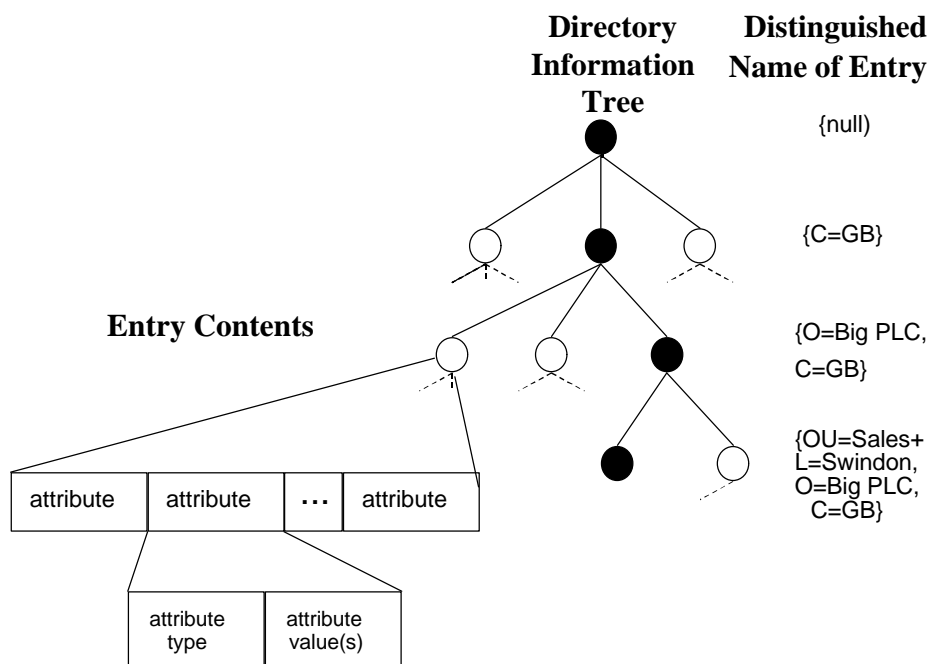 Directory
Information
Tree
Distinguished
Name of Entry
{null)
{C=GB}
Entry Contents
{O=Big PLC,
C=GB}
{OU=Sales+
L=Swindon,
O=Big PLC,
C=GB}
attribute
attribute
...
attribute
attribute
type
attribute
value(s)